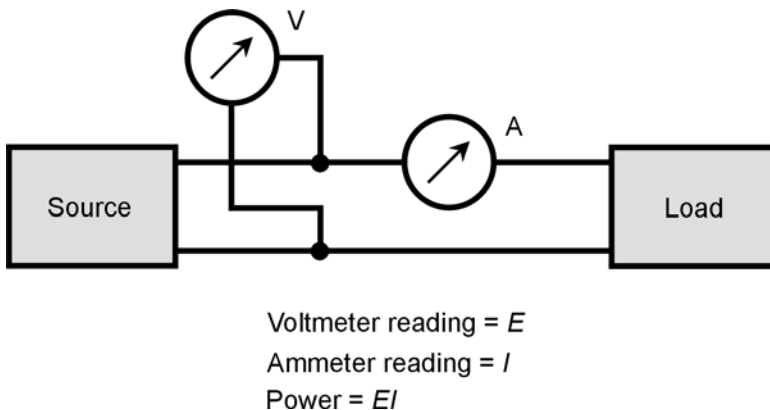 V
A
Source
Load
Voltmeter reading = E
Ammeter reading = I
Power = EI